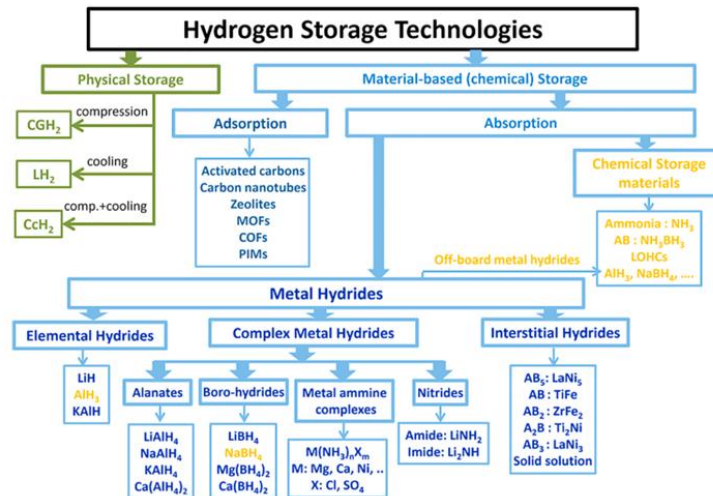 Hydrogen Storage Technologies
Physical Storage
compression
CGH₂
cooling
LH₂
comp.+cooling
CcH₂
Material-based (chemical) Storage
Adsorption
Activated carbons
Carbon nanotubes
Zeolites
MOFs
COFs
PIMs
Absorption
Chemical Storage
materials
Ammonia : NH₃
AB : NH₃BH₃
LOHCs
AlH₃, NaBH₄, ....
Off-board metal hydrides
Metal Hydrides
Elemental Hydrides
LiH
AlH₃
KAlH
Complex Metal Hydrides
Alanates
LiAlH₄
NaAlH₄
KAlH₄
Ca(AlH₄)₂
Boro-hydrides
LiBH₄
NaBH₄
Mg(BH₄)₂
Ca(BH₄)₂
Metal ammine
complexes
M(NH₃)ₙXₘ
M: Mg, Ca, Ni, ..
X: Cl, SO₄
Nitrides
Amide: LiNH₂
Imide: Li₂NH
Interstitial Hydrides
AB₅: LaNi₅
AB: TiFe
AB₂: ZrFe₂
A₂B: Ti₂Ni
AB₃: LaNi₃
Solid solution